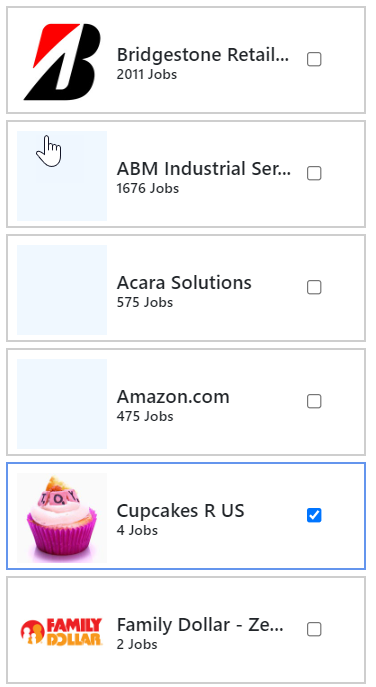 Bridgestone Retail...
2011 Jobs
ABM Industrial Ser...
1676 Jobs
Acara Solutions
575 Jobs
Amazon.com
475 Jobs
Cupcakes R US
4 Jobs
FAMILY
DOLLAR
Family Dollar - Ze...
2 Jobs